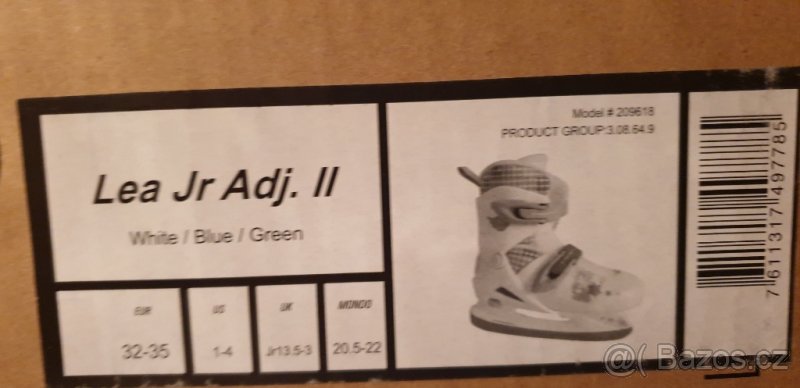 Lea Jr Adj. II
White / Blue / Green
EUR
32-35
US
1-4
UK
Jr13.5-3
MONDO
20.5-22
Model # 209618
PRODUCT GROUP:3.08.64.9
7 611317 497785
@( Bazos.cz